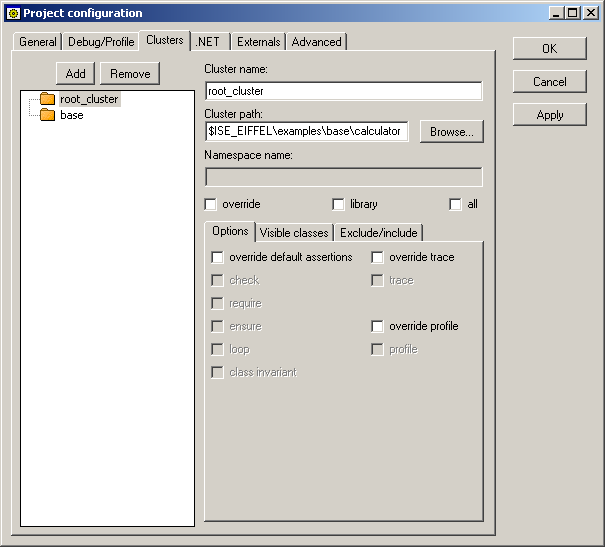 Project configuration
General Debug/Profile Clusters .NET Externals Advanced
OK
Cancel
Apply
Add Remove
root_cluster
base
Cluster name:
root_cluster
Cluster path:
$ISE_EIFFEL\examples\base\calculator Browse...
Namespace name:
override library all
Options Visible classes Exclude/include
override default assertions override trace
check trace
require
ensure override profile
loop profile
class invariant